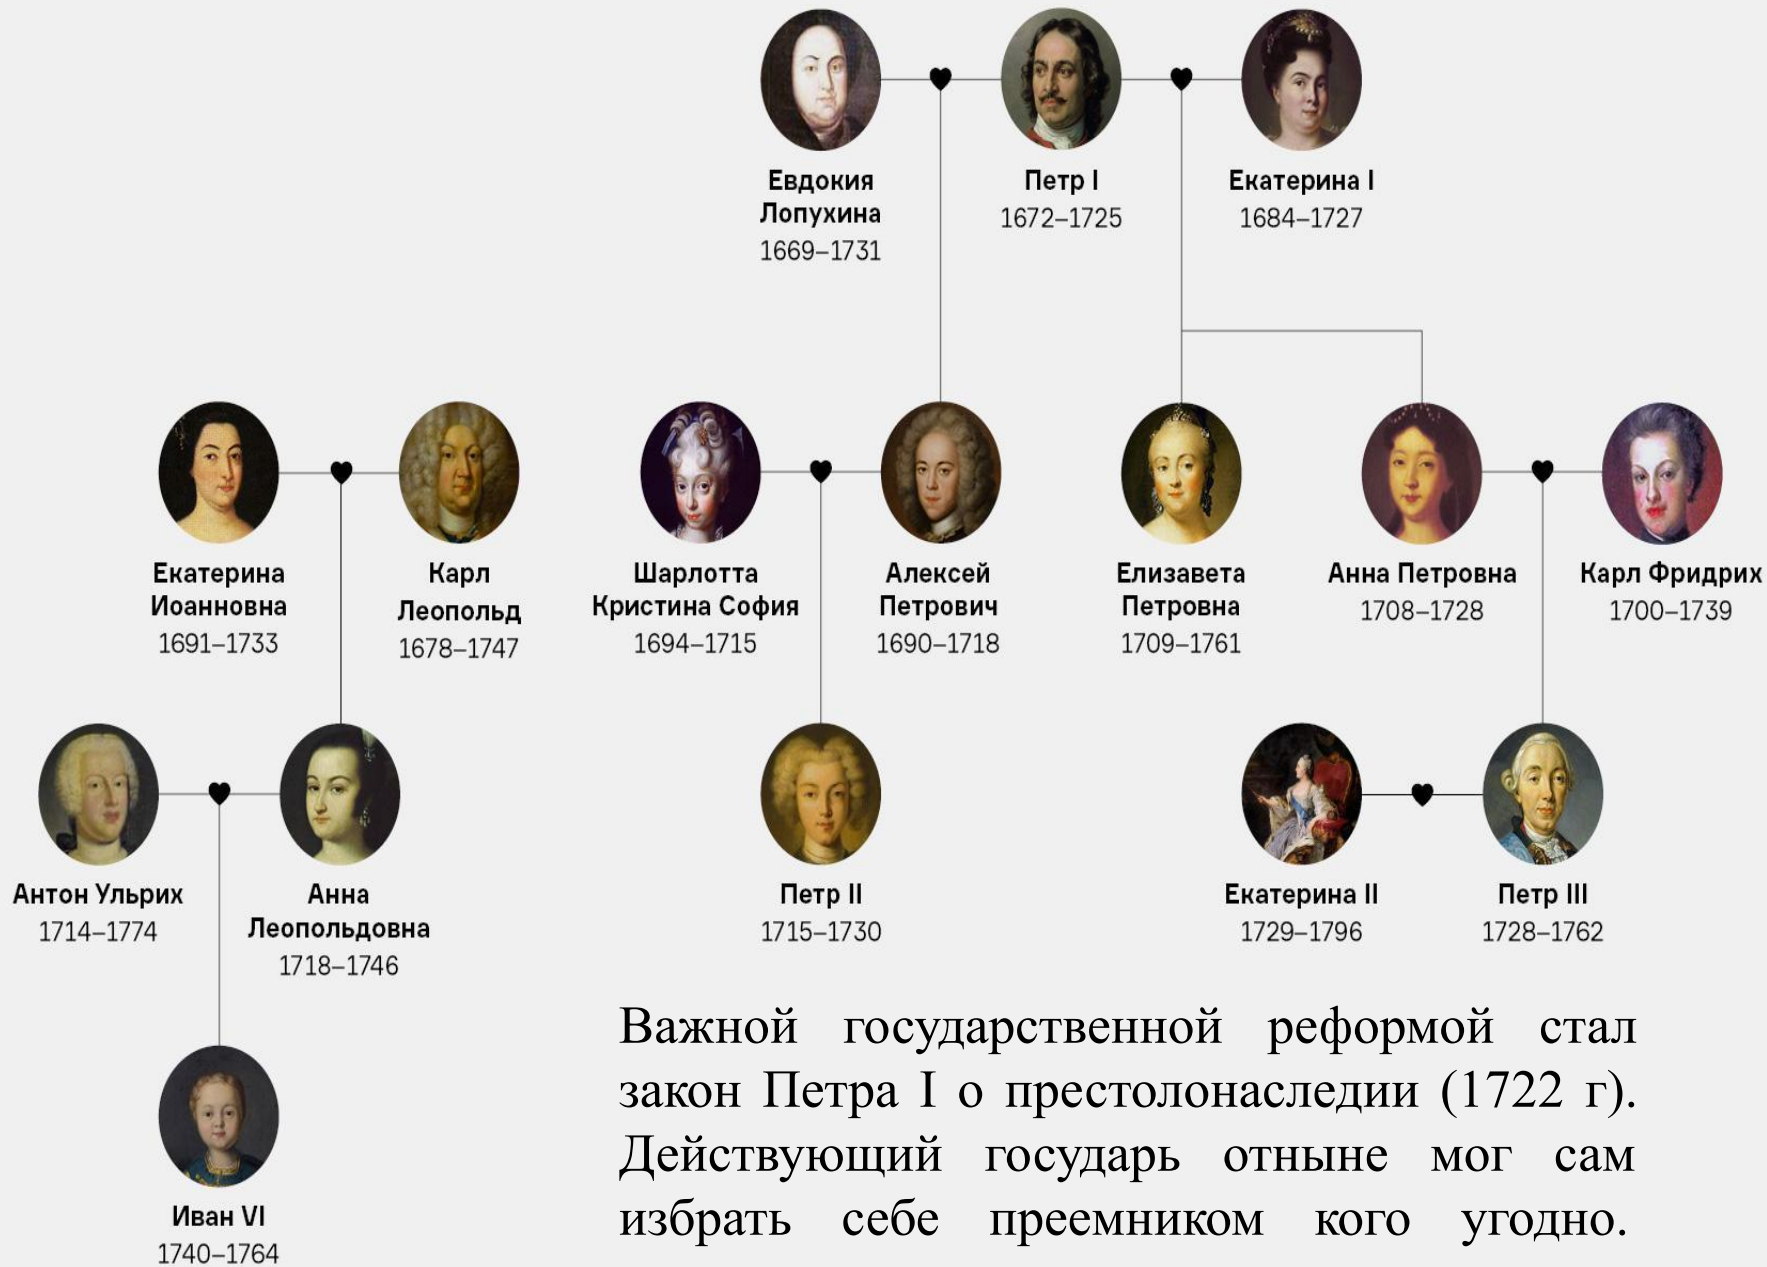 Евдокия
Лопухина
1669–1731
Петр I
1672–1725
Екатерина I
1684–1727
Екатерина
Иоанновна
1691–1733
Карл
Леопольд
1678–1747
Шарлотта
Кристина София
1694–1715
Алексей
Петрович
1690–1718
Елизавета
Петровна
1709–1761
Анна Петровна
1708–1728
Карл Фридрих
1700–1739
Антон Ульрих
1714–1774
Анна
Леопольдовна
1718–1746
Петр II
1715–1730
Екатерина II
1729–1796
Петр III
1728–1762
Иван VI
1740–1764
Важной государственной реформой стал
закон Петра I о престолонаследии (1722 г).
Действующий государь отныне мог сам
избрать себе преемником кого угодно.